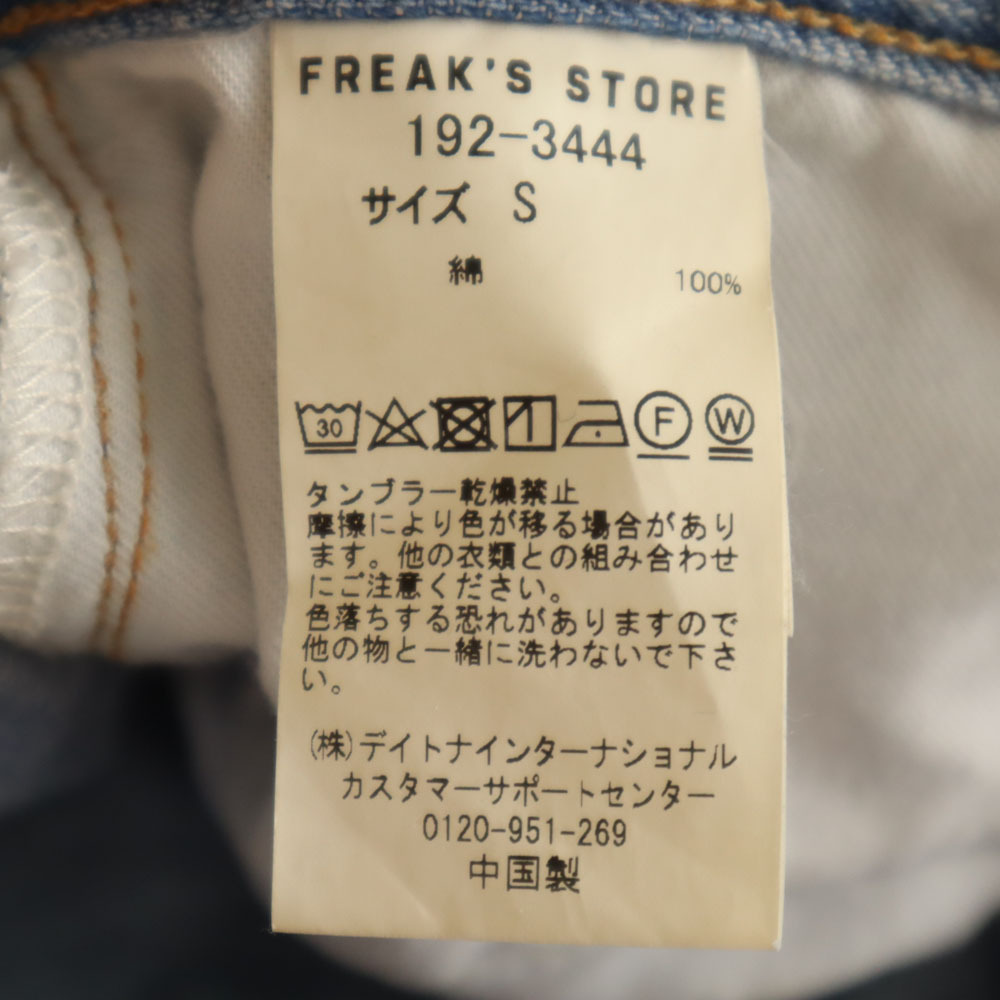 FREAK'S STORE
192-3444
サイズ S
綿 100%
30 F W
タンブラー乾燥禁止
摩擦により色が移る場合があり
ます。他の衣類との組み合わせ
にご注意ください。
色落ちする恐れがありますので
他の物と一緒に洗わないで下さ
い。
(株)デイトナインターナショナル
カスタマーサポートセンター
0120-951-269
中国製